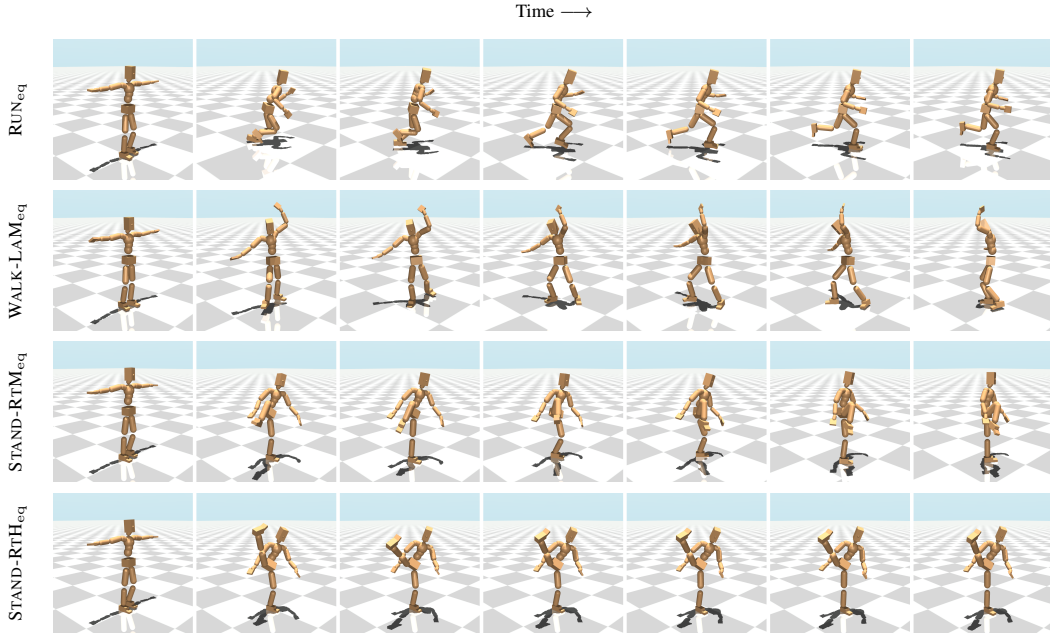 Time ⟶
RUNeq
WALK-LAMeq
STAND-RTMeq
STAND-RTHeq